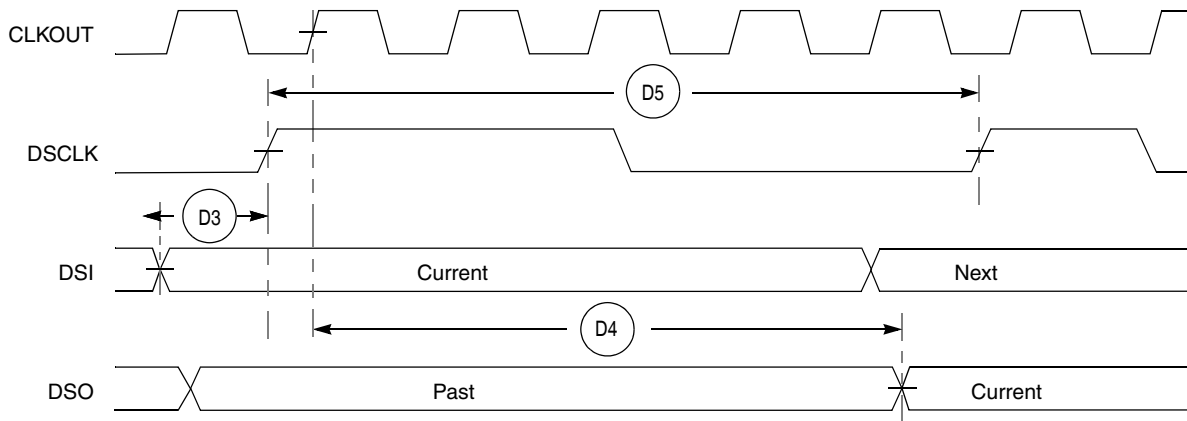 CLKOUT
D5
DSCLK
D3
DSI
Current
Next
D4
DSO
Past
Current